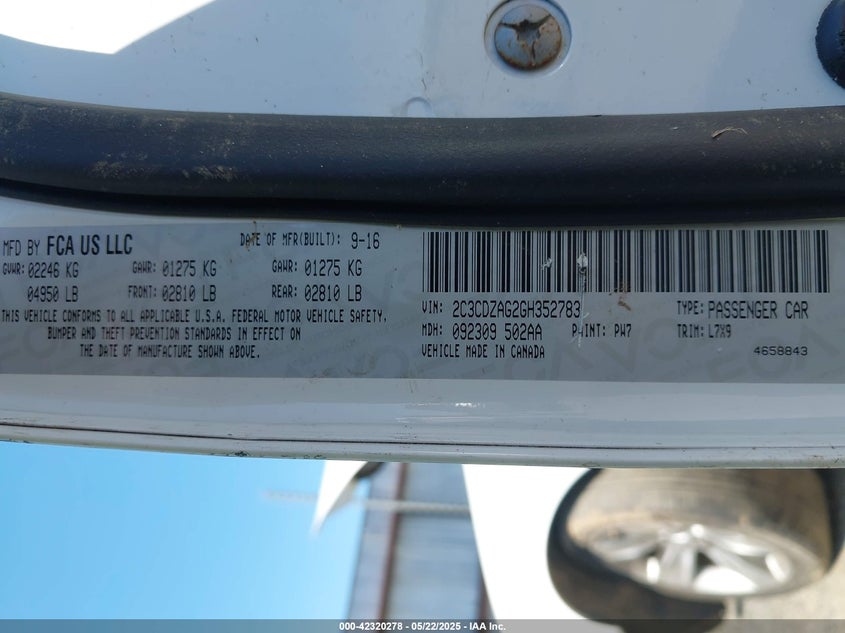 MFD BY FCA US LLC DATE OF MFR(BUILT): 9-16
GVWR: 02246 KG GAWR: 01275 KG GAWR: 01275 KG
04950 LB FRONT: 02810 LB REAR: 02810 LB
THIS VEHICLE CONFORMS TO ALL APPLICABLE U.S.A. FEDERAL MOTOR VEHICLE SAFETY,
BUMPER AND THEFT PREVENTION STANDARDS IN EFFECT ON
THE DATE OF MANUFACTURE SHOWN ABOVE.
VIN: 2C3CDZAG2GH352783 TYPE: PASSENGER CAR
MDH: 092309 502AA PAINT: PW7 TRIM: L7X9
VEHICLE MADE IN CANADA 4658843
000-42320278 - 05/22/2025 - IAA Inc.